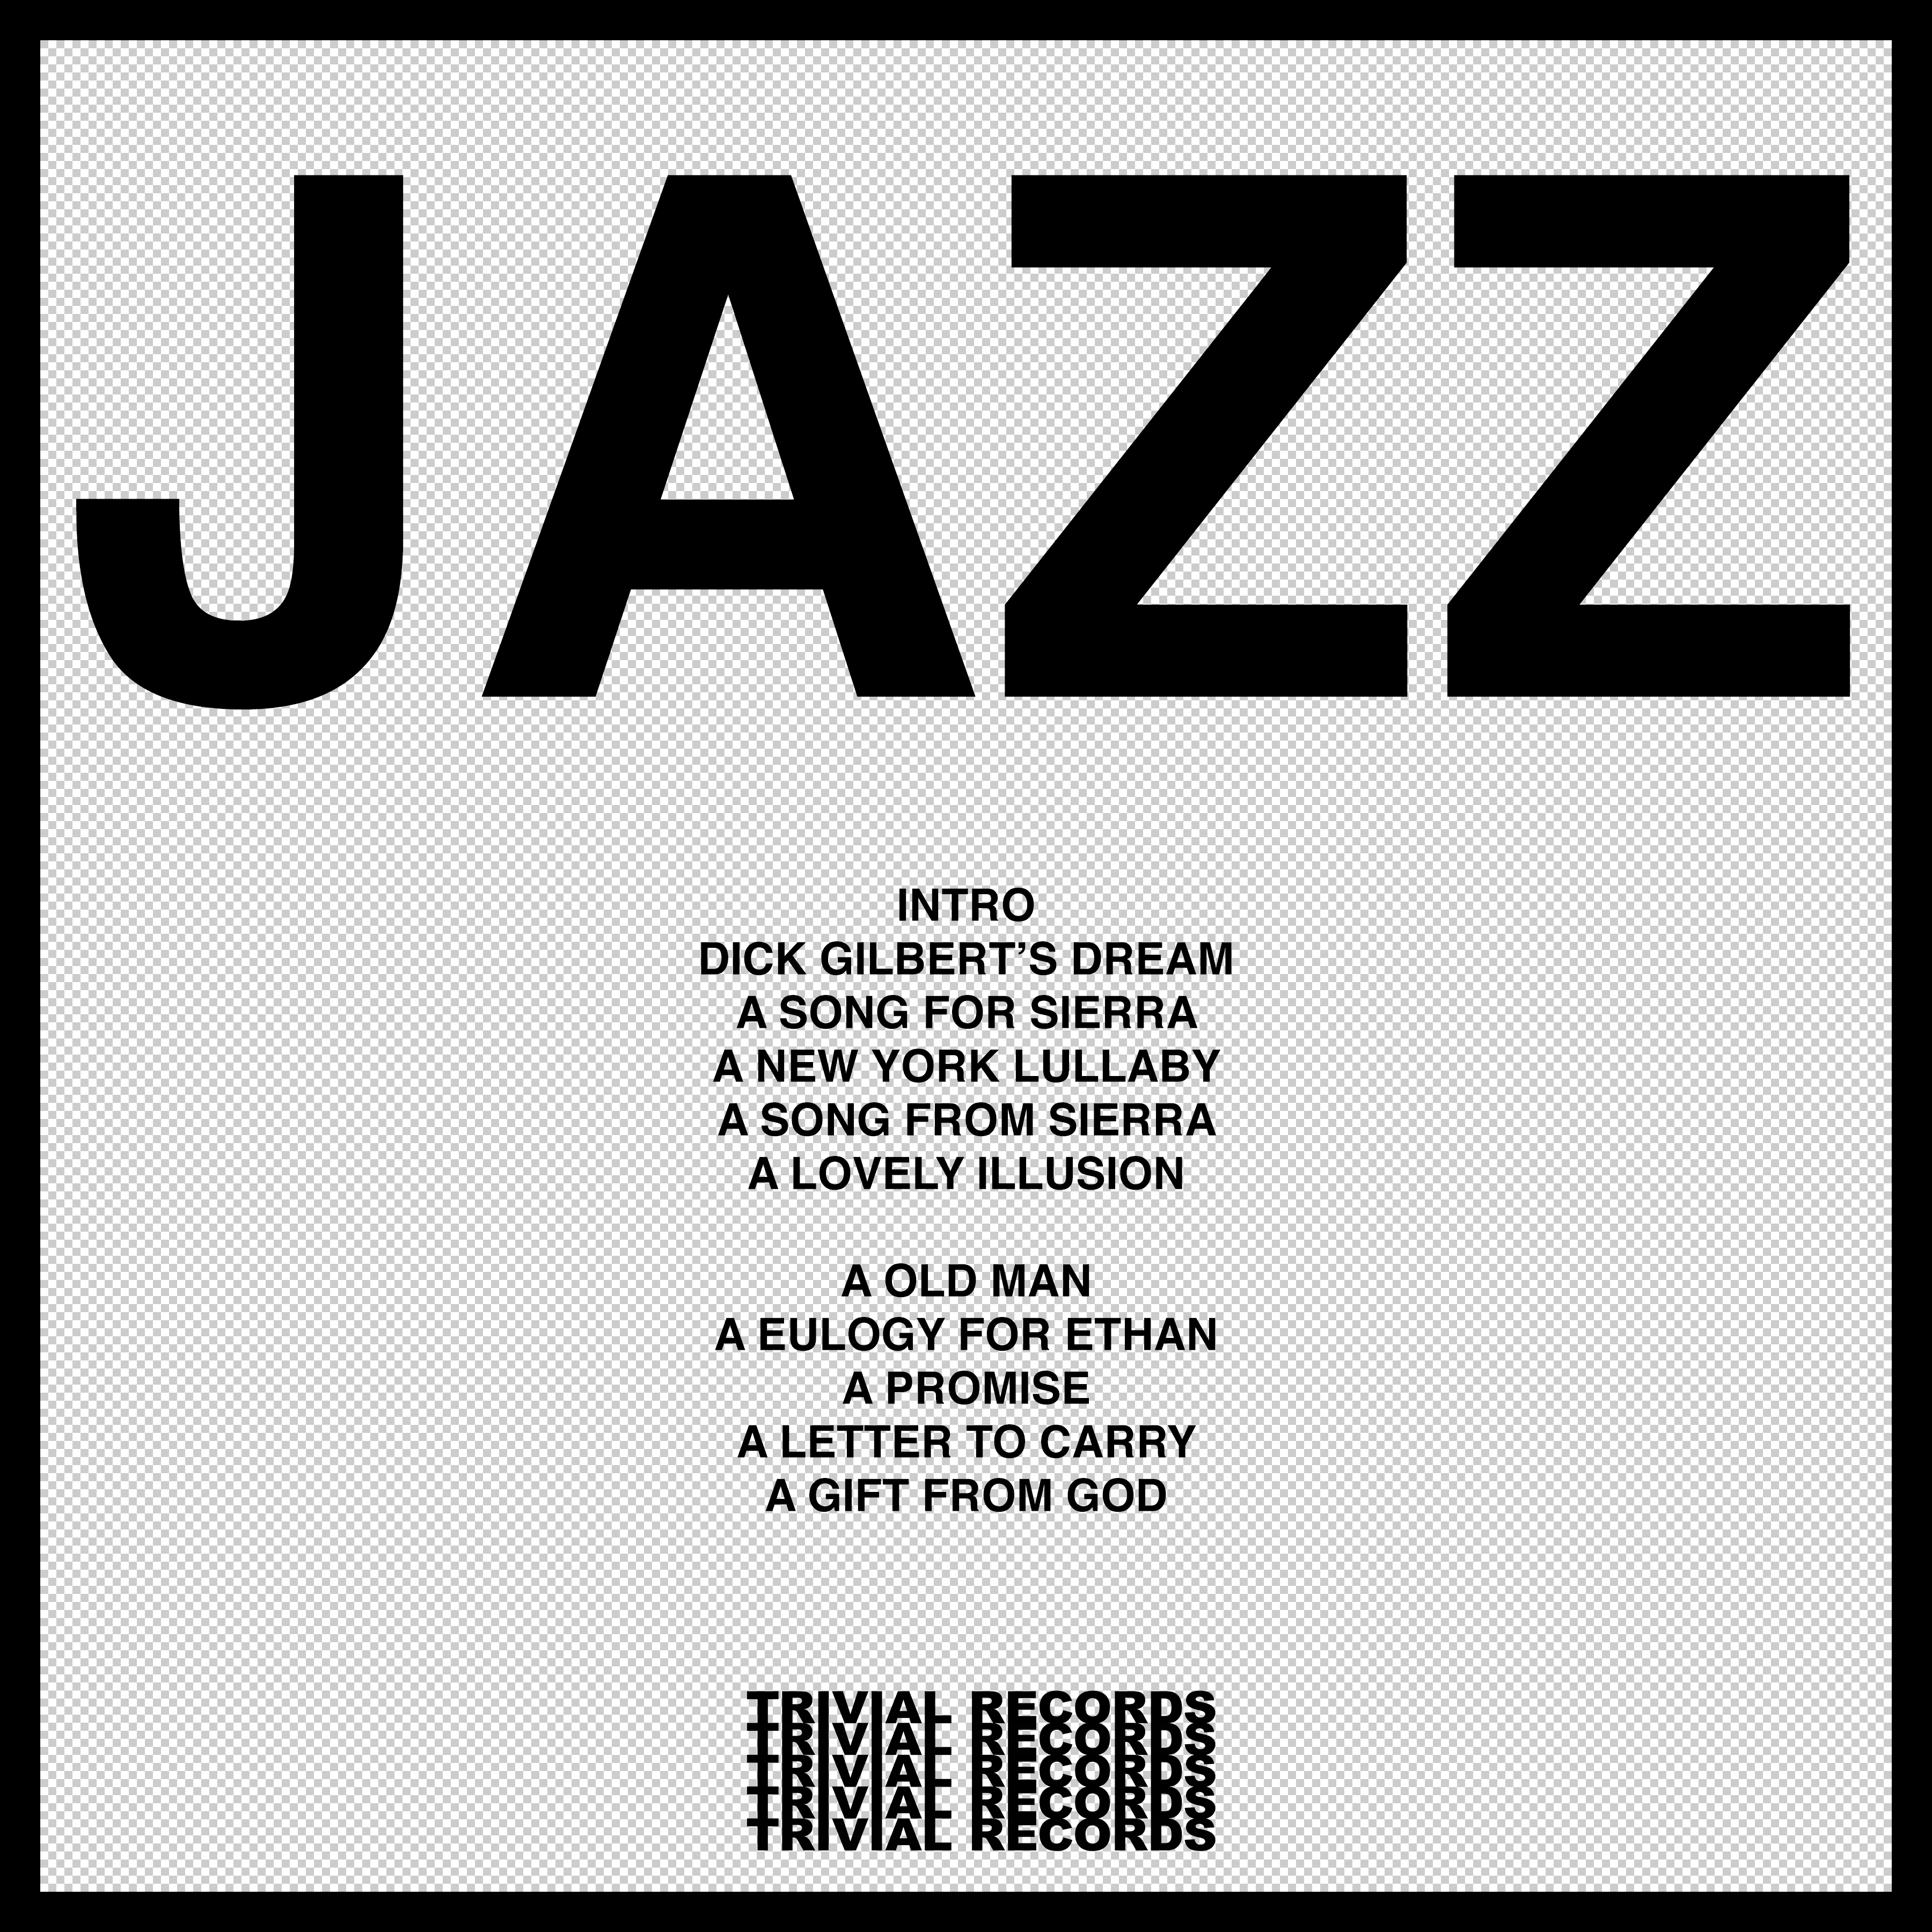 JAZZ
INTRO
DICK GILBERT’S DREAM
A SONG FOR SIERRA
A NEW YORK LULLABY
A SONG FROM SIERRA
A LOVELY ILLUSION
A OLD MAN
A EULOGY FOR ETHAN
A PROMISE
A LETTER TO CARRY
A GIFT FROM GOD
TRIVIAL RECORDS
TRIVIAL RECORDS
TRIVIAL RECORDS
TRIVIAL RECORDS
TRIVIAL RECORDS